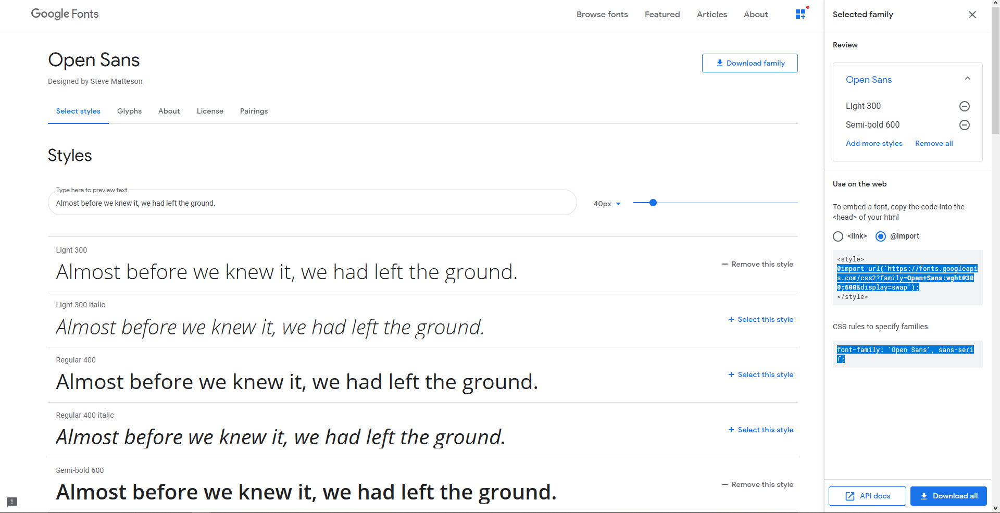 Google Fonts
Browse fonts
Featured
Articles
About
Open Sans
Designed by Steve Matteson
Download family
Select styles
Glyphs
About
License
Pairings
Styles
Type here to preview text
Almost before we knew it, we had left the ground.
40px
Light 300
Almost before we knew it, we had left the ground.
Remove this style
Light 300 italic
Almost before we knew it, we had left the ground.
Select this style
Regular 400
Almost before we knew it, we had left the ground.
Select this style
Regular 400 italic
Almost before we knew it, we had left the ground.
Select this style
Semi-bold 600
Almost before we knew it, we had left the ground.
Remove this style
Selected family
Review
Open Sans
Light 300
Semi-bold 600
Add more styles
Remove all
Use on the web
To embed a font, copy the code into the
<head> of your html
<link>
@import
<style>
@import url('https://fonts.googleapi
s.com/css2?family=Open+Sans:wght@30
0;600&display=swap');
</style>
CSS rules to specify families
font-family: 'Open Sans', sans-seri
f;
API docs
Download all